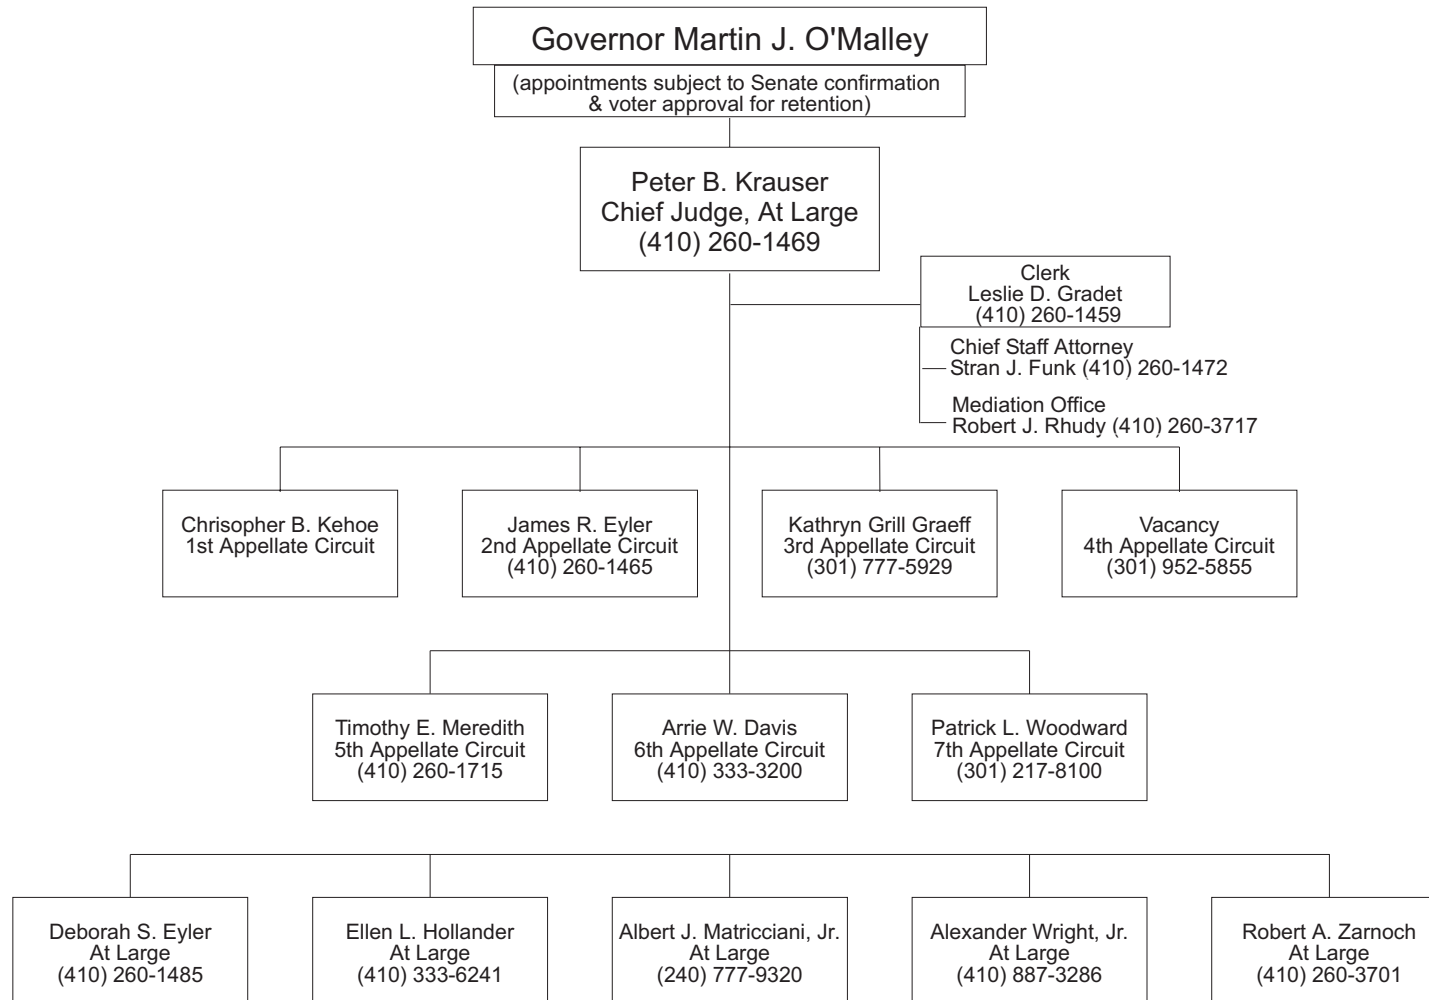 Governor Martin J. O'Malley
(appointments subject to Senate confirmation
& voter approval for retention)
Peter B. Krauser
Chief Judge, At Large
(410) 260-1469
Clerk
Leslie D. Gradet
(410) 260-1459
Chief Staff Attorney
Stran J. Funk (410) 260-1472
Mediation Office
Robert J. Rhudy (410) 260-3717
Chrisopher B. Kehoe
1st Appellate Circuit
James R. Eyler
2nd Appellate Circuit
(410) 260-1465
Kathryn Grill Graeff
3rd Appellate Circuit
(301) 777-5929
Vacancy
4th Appellate Circuit
(301) 952-5855
Timothy E. Meredith
5th Appellate Circuit
(410) 260-1715
Arrie W. Davis
6th Appellate Circuit
(410) 333-3200
Patrick L. Woodward
7th Appellate Circuit
(301) 217-8100
Deborah S. Eyler
At Large
(410) 260-1485
Ellen L. Hollander
At Large
(410) 333-6241
Albert J. Matricciani, Jr.
At Large
(240) 777-9320
Alexander Wright, Jr.
At Large
(410) 887-3286
Robert A. Zarnoch
At Large
(410) 260-3701